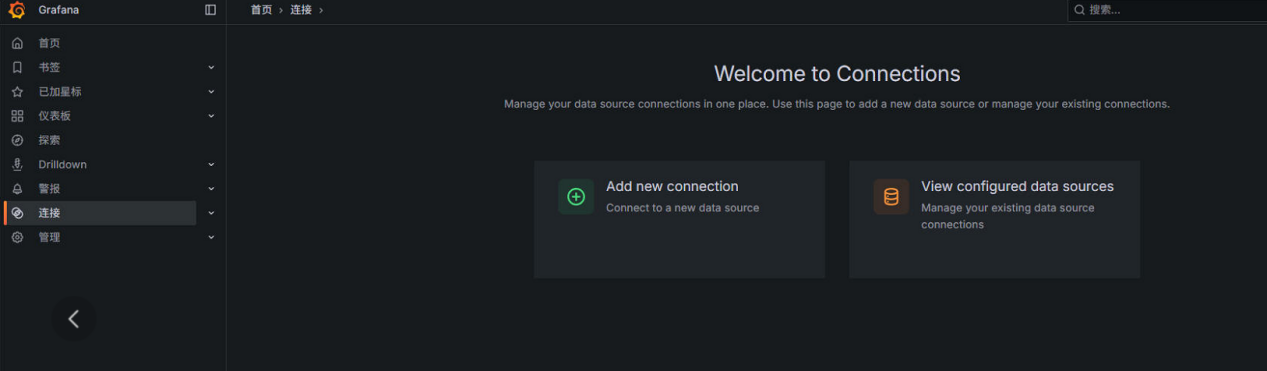 Grafana
首页 › 连接 ›
搜索...
首页
书签
已加星标
仪表板
探索
Drilldown
警报
连接
管理
Welcome to Connections
Manage your data source connections in one place. Use this page to add a new data source or manage your existing connections.
Add new connection
Connect to a new data source
View configured data sources
Manage your existing data source
connections